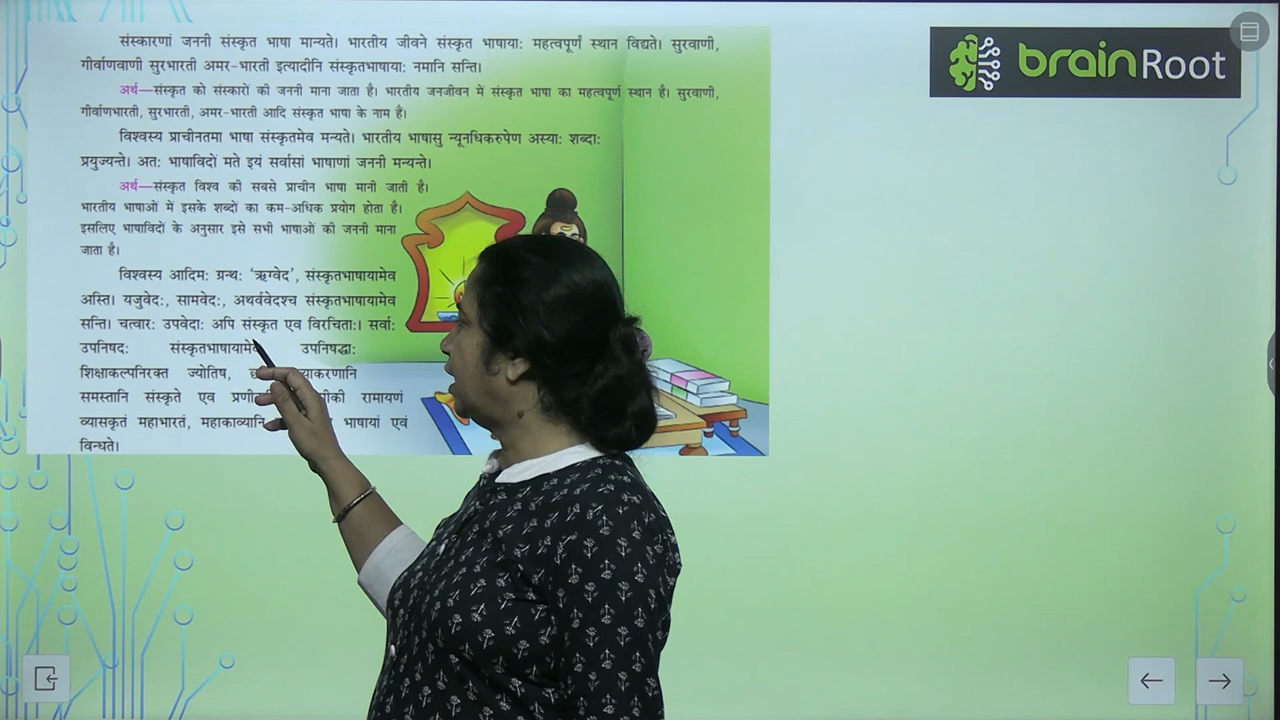 संस्कारणां जननी संस्कृत भाषा मान्यते। भारतीय जीवने संस्कृत भाषाया: महत्वपूर्णं स्थान विद्यते। सुरवाणी,
गीर्वाणवाणी सुरभारती अमर-भारती इत्यादीनि संस्कृतभाषाया: नमानि सन्ति।
अर्थ—संस्कृत को संस्कारों की जननी माना जाता है। भारतीय जनजीवन में संस्कृत भाषा का महत्वपूर्ण स्थान है। सुरवाणी,
गीर्वाणभारती, सुरभारती, अमर-भारती आदि संस्कृत भाषा के नाम हैं।
विश्वस्य प्राचीनतमा भाषा संस्कृतमेव मन्यते। भारतीय भाषासु न्यूनधिकरुपेण अस्या: शब्दा:
प्रयुज्यन्ते। अत: भाषाविदों मते इयं सर्वासां भाषाणां जननी मन्यन्ते।
अर्थ—संस्कृत विश्व की सबसे प्राचीन भाषा मानी जाती है।
भारतीय भाषाओं में इसके शब्दों का कम-अधिक प्रयोग होता है।
इसलिए भाषाविदों के अनुसार इसे सभी भाषाओं की जननी माना
जाता है।
विश्वस्य आदिम: ग्रन्थ: ‘ऋग्वेद’, संस्कृतभाषायामेव
अस्ति। यजुवेद:, सामवेद:, अथर्ववेदश्च संस्कृतभाषायामेव
सन्ति। चत्वार: उपवेदा: अपि संस्कृत एव विरचिता:। सर्वा:
उपनिषद: उपनिषद्धा:
शिक्षाकल्पनिरक्त ज्योतिष,
समस्तानि संस्कृते एव रामायणं
व्यासकृतं महाभारतं, महाकाव्यानि भाषायां एवं
विन्धते।
brainRoot